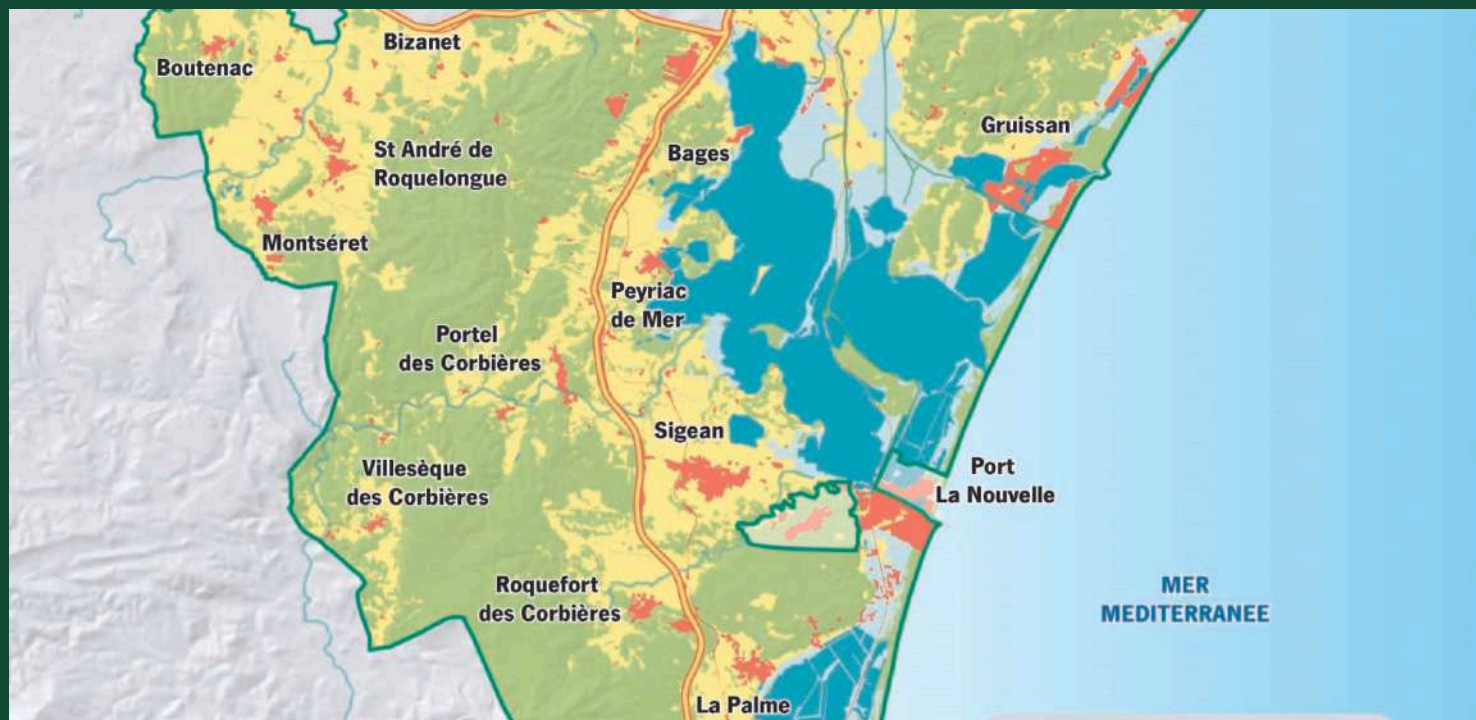 Bizanet
Boutenac
Gruissan
St André de
Roquelongue
Bages
Montséret
Peyriac
de Mer
Portel
des Corbières
Sigean
Villesèque
des Corbières
Port
La Nouvelle
Roquefort
des Corbières
MER
MEDITERRANEE
La Palme